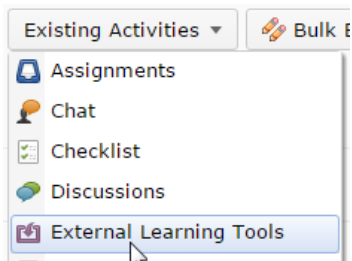 Existing Activities Bulk
Assignments
Chat
Checklist
Discussions
External Learning Tools